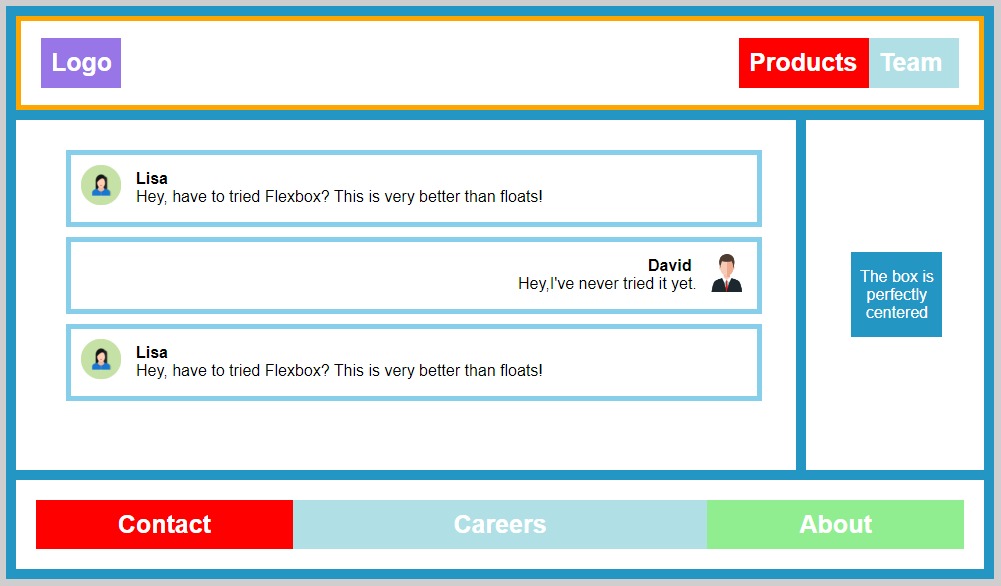 Logo
Products Team
Lisa
Hey, have to tried Flexbox? This is very better than floats!
David
Hey,I've never tried it yet.
Lisa
Hey, have to tried Flexbox? This is very better than floats!
The box is
perfectly
centered
Contact Careers About